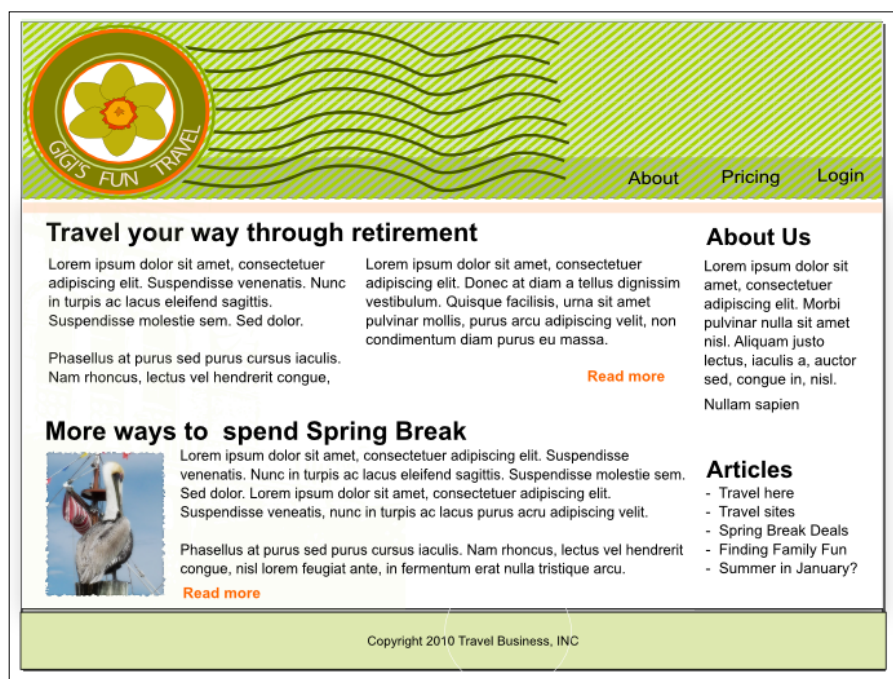 GIGI'S FUN TRAVEL
About Pricing Login
Travel your way through retirement
Lorem ipsum dolor sit amet, consectetuer
adipiscing elit. Suspendisse venenatis. Nunc
in turpis ac lacus eleifend sagittis.
Suspendisse molestie sem. Sed dolor.
Phasellus at purus sed purus cursus iaculis.
Nam rhoncus, lectus vel hendrerit congue,
Lorem ipsum dolor sit amet, consectetuer
adipiscing elit. Donec at diam a tellus dignissim
vestibulum. Quisque facilisis, urna sit amet
pulvinar mollis, purus arcu adipiscing velit, non
condimentum diam purus eu massa.
Read more
More ways to  spend Spring Break
Lorem ipsum dolor sit amet, consectetuer adipiscing elit. Suspendisse
venenatis. Nunc in turpis ac lacus eleifend sagittis. Suspendisse molestie sem.
Sed dolor. Lorem ipsum dolor sit amet, consectetuer adipiscing elit.
Suspendisse veneatis, nunc in turpis ac lacus purus acru adipiscing velit.
Phasellus at purus sed purus cursus iaculis. Nam rhoncus, lectus vel hendrerit
congue, nisl lorem feugiat ante, in fermentum erat nulla tristique arcu.
Read more
About Us
Lorem ipsum dolor sit
amet, consectetuer
adipiscing elit. Morbi
pulvinar nulla sit amet
nisl. Aliquam justo
lectus, iaculis a, auctor
sed, congue in, nisl.
Nullam sapien
Articles
- Travel here
- Travel sites
- Spring Break Deals
- Finding Family Fun
- Summer in January?
Copyright 2010 Travel Business, INC